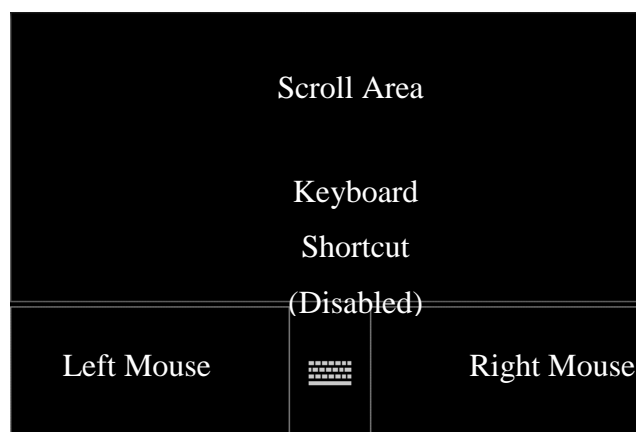 Scroll Area
Keyboard
Shortcut
(Disabled)
Left Mouse
Right Mouse